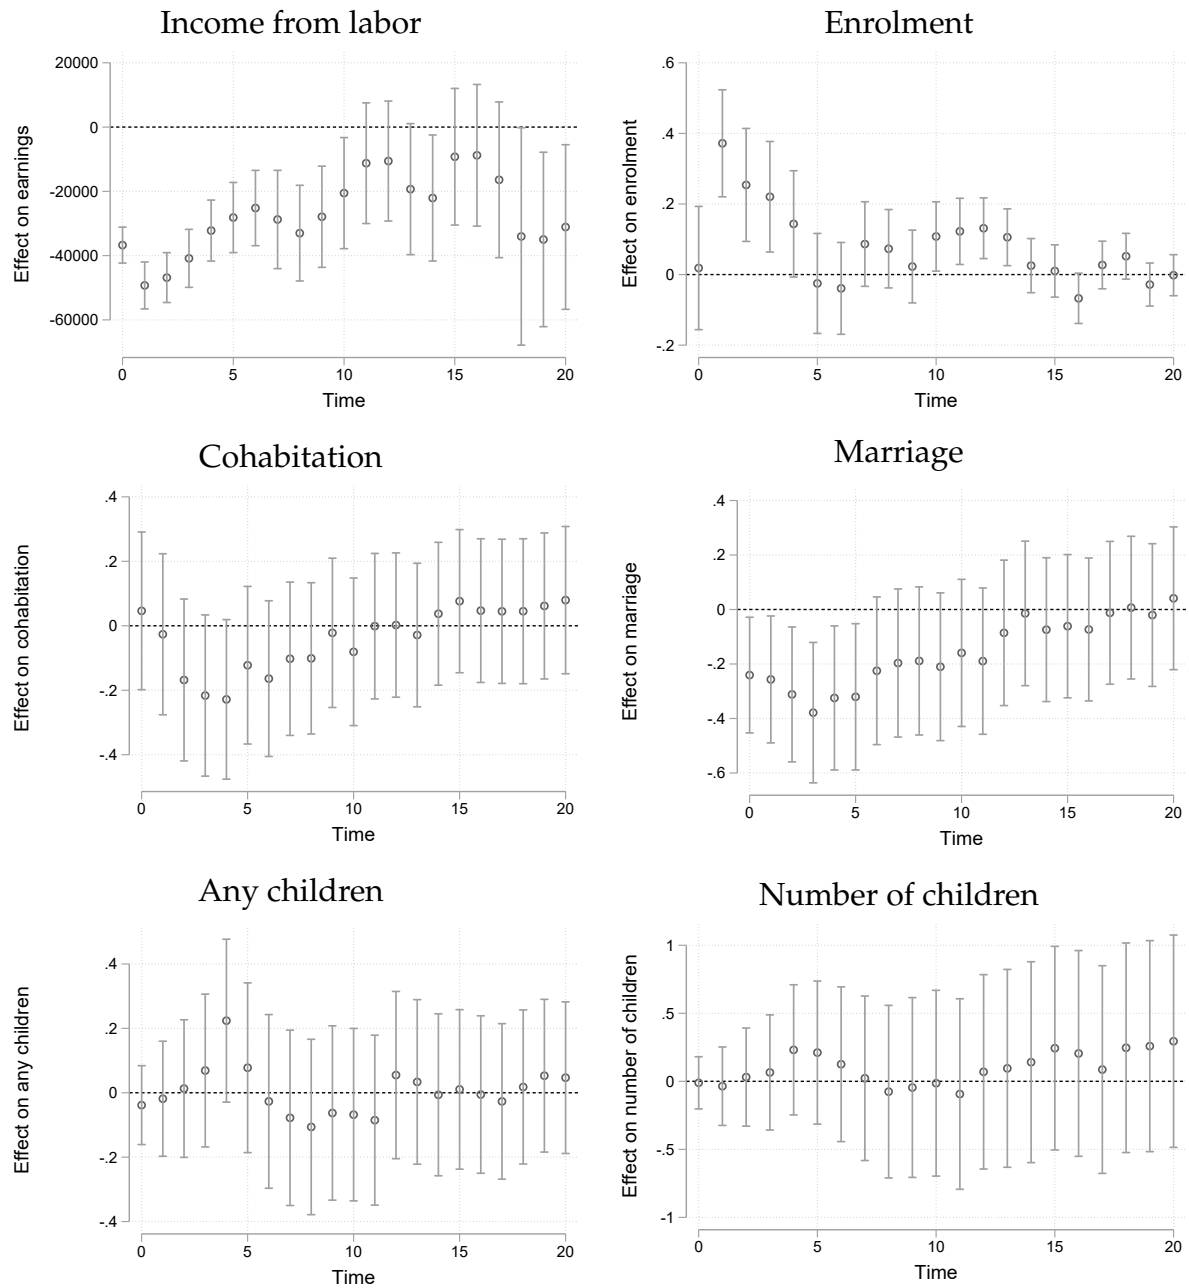 Income from labor
Effect on earnings
20000
0
-20000
-40000
-60000
0 5 10 15 20
Time
Enrolment
Effect on enrolment
.6
.4
.2
0
-.2
0 5 10 15 20
Time
Cohabitation
Effect on cohabitation
.4
.2
0
-.2
-.4
0 5 10 15 20
Time
Marriage
Effect on marriage
.4
.2
0
-.2
-.4
-.6
0 5 10 15 20
Time
Any children
Effect on any children
.4
.2
0
-.2
-.4
0 5 10 15 20
Time
Number of children
Effect on number of children
1
.5
0
-.5
-1
0 5 10 15 20
Time